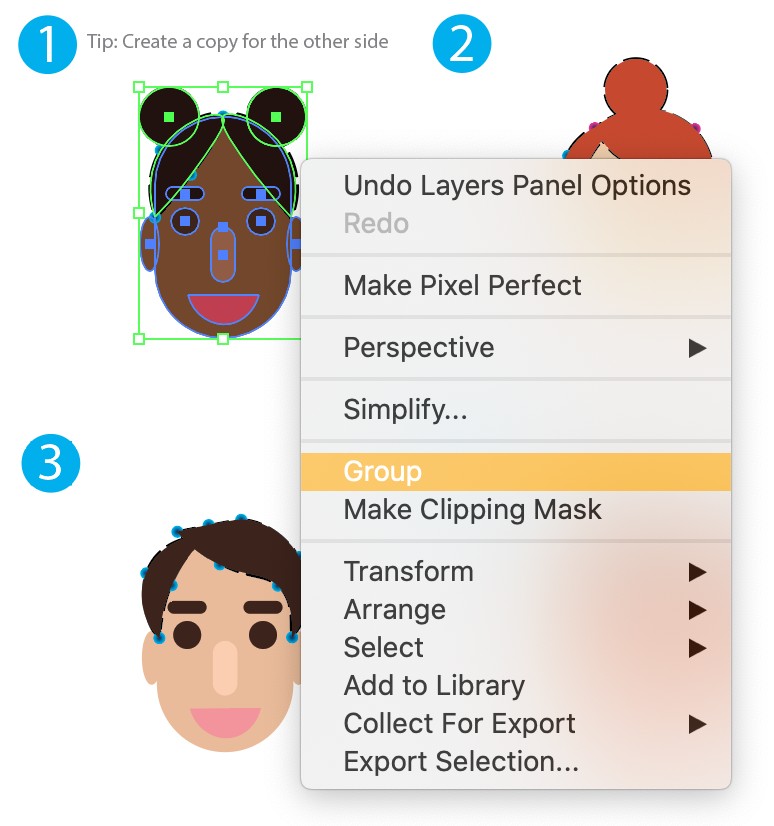 1
Tip: Create a copy for the other side
2
Undo Layers Panel Options
Redo
Make Pixel Perfect
Perspective
Simplify...
Group
Make Clipping Mask
Transform
Arrange
Select
Add to Library
Collect For Export
Export Selection...
3